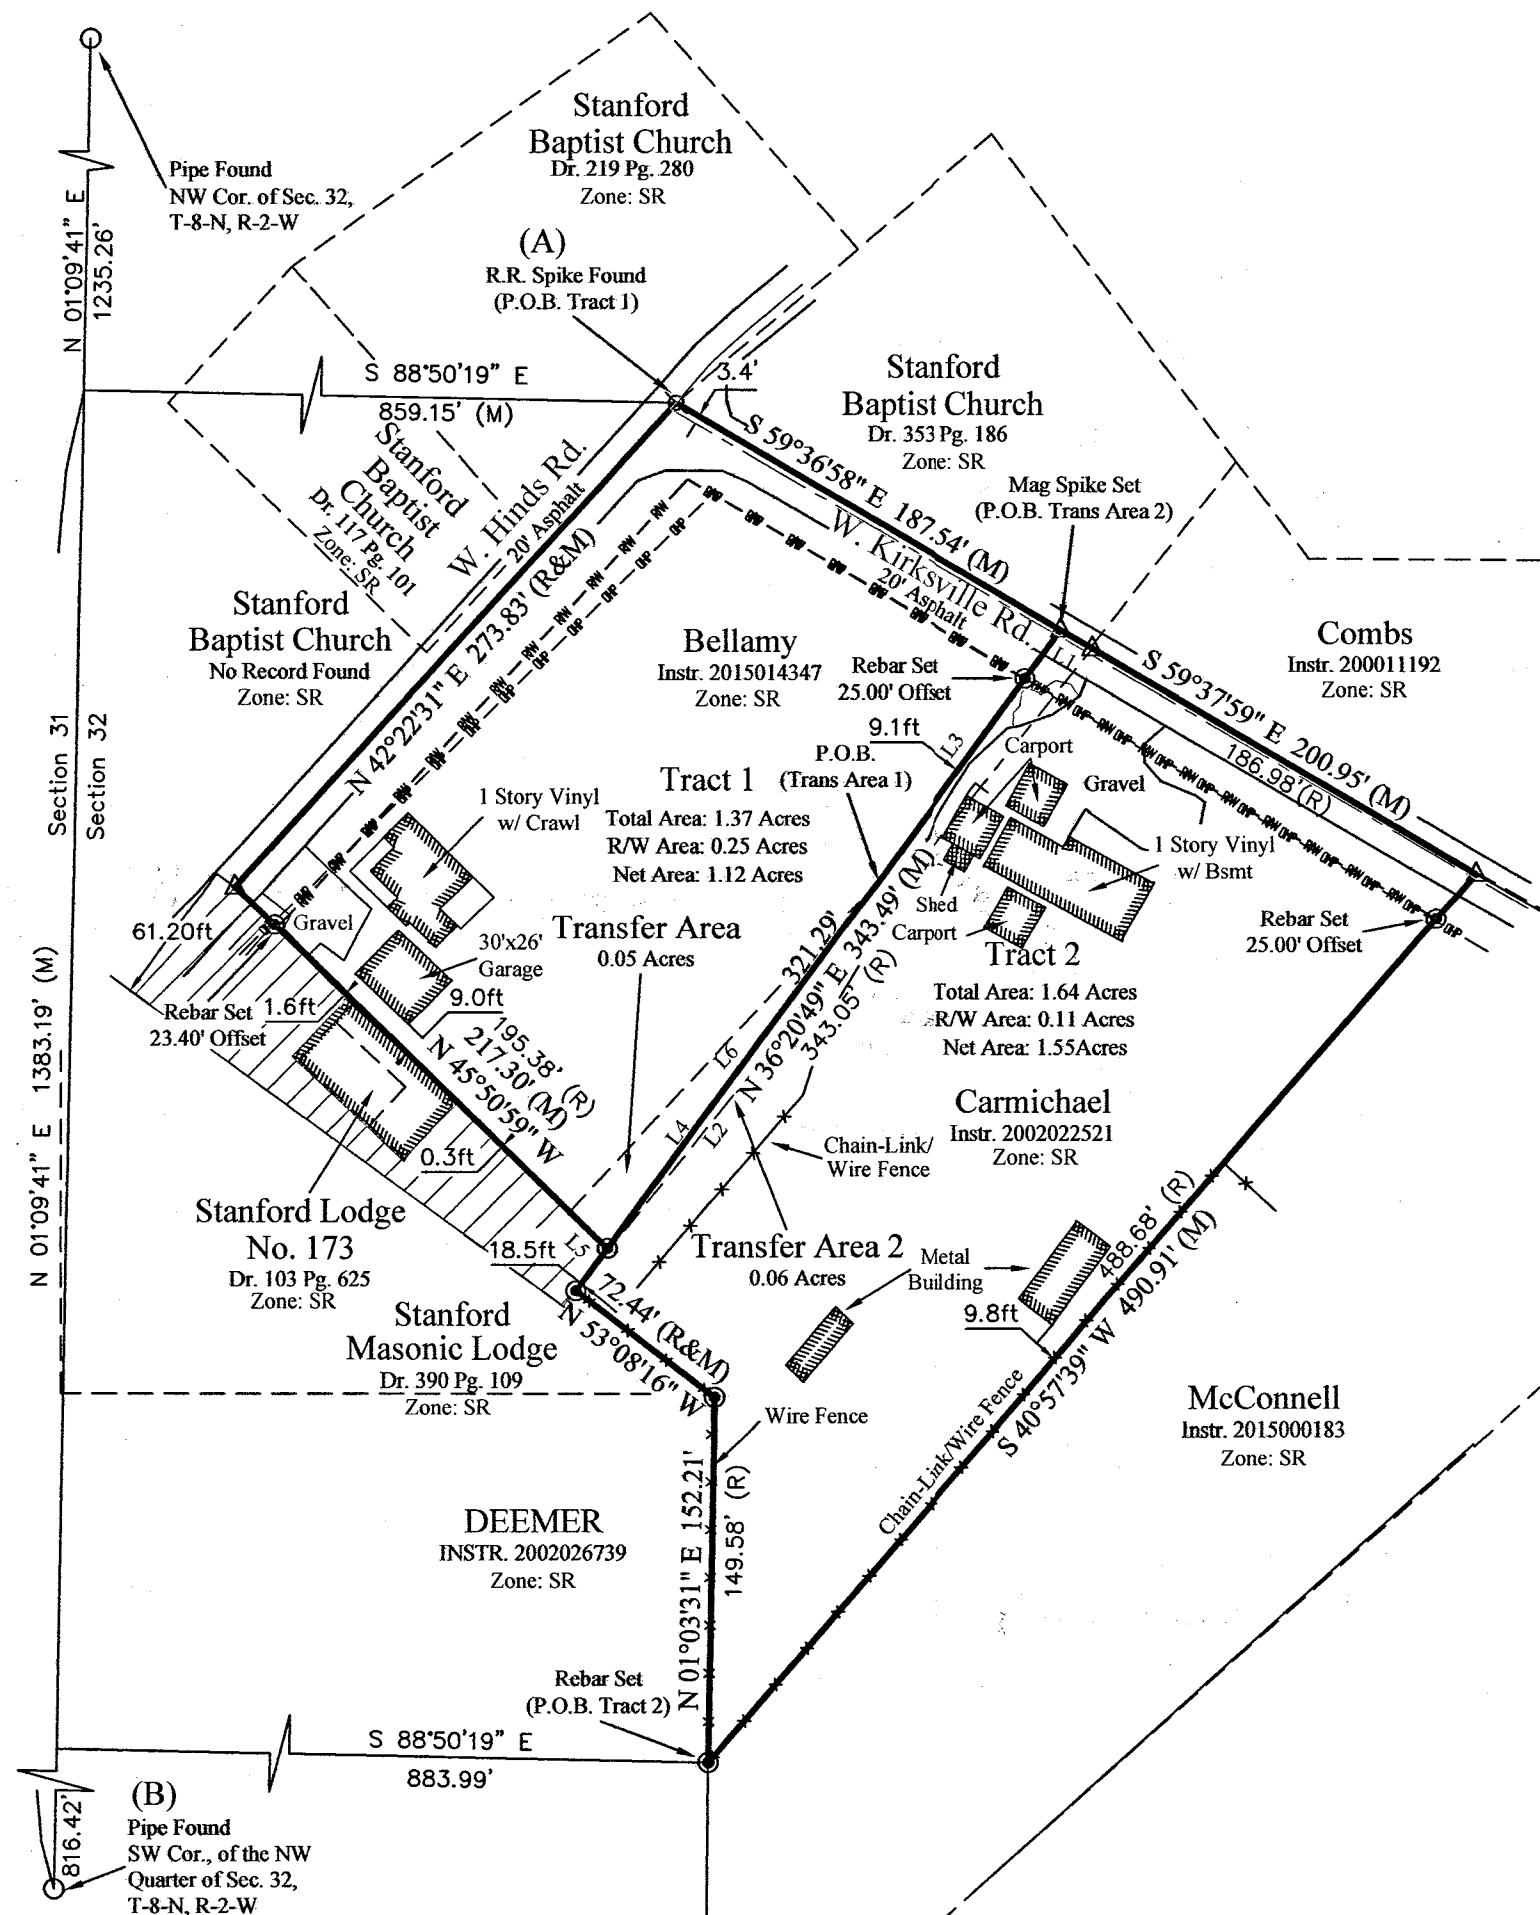 Stanford
Baptist Church
Dr. 219 Pg. 280
Zone: SR
Pipe Found
NW Cor. of Sec. 32,
T-8-N, R-2-W
N 01°09'41" E
1235.26'
(A)
R.R. Spike Found
(P.O.B. Tract 1)
S 88°50'19" E
859.15' (M)
3.4'
Stanford
Baptist Church
Dr. 353 Pg. 186
Zone: SR
S 59°36'58" E 187.54' (M)
Mag Spike Set
(P.O.B. Trans Area 2)
Stanford
Baptist
Church
Dr. 117 Pg. 101
Zone: SR
W. Hinds Rd.
20' Asphalt
N 42°22'31" E 273.83' (R&M)
R/W R/W R/W R/W
OHP OHP OHP OHP
W. Kirksville Rd.
20' Asphalt
L1
Stanford
Baptist Church
No Record Found
Zone: SR
Bellamy
Instr. 2015014347
Zone: SR
Rebar Set
25.00' Offset
Combs
Instr. 200011192
Zone: SR
S 59°37'59" E 200.95' (M)
186.98' (R)
OHP R/W OHP R/W OHP R/W OHP
9.1ft
L3
P.O.B.
(Trans Area 1)
Carport
Gravel
Section 31
Section 32
1 Story Vinyl
w/ Crawl
Tract 1
Total Area: 1.37 Acres
R/W Area: 0.25 Acres
Net Area: 1.12 Acres
1 Story Vinyl
w/ Bsmt
Shed
Carport
Gravel
61.20ft
30'x26'
Garage
Transfer Area
0.05 Acres
321.29'
N 36°20'49" E 343.49' (M)
343.05' (R)
Rebar Set
25.00' Offset
Tract 2
Total Area: 1.64 Acres
R/W Area: 0.11 Acres
Net Area: 1.55Acres
Rebar Set
23.40' Offset
1.6ft
9.0ft
195.38' (R)
217.30' (M)
N 45°50'59" W
N 01°09'41" E 1383.19' (M)
L6
L4
L2
Carmichael
Instr. 2002022521
Zone: SR
Chain-Link/
Wire Fence
0.3ft
Stanford Lodge
No. 173
Dr. 103 Pg. 625
Zone: SR
L5
18.5ft
Transfer Area 2
0.06 Acres
Metal
Building
488.68' (R)
S 40°57'39" W 490.91' (M)
9.8ft
72.44' (R&M)
N 53°08'16" W
Stanford
Masonic Lodge
Dr. 390 Pg. 109
Zone: SR
Wire Fence
Chain-Link/Wire Fence
McConnell
Instr. 2015000183
Zone: SR
DEEMER
INSTR. 2002026739
Zone: SR
N 01°03'31" E 152.21'
149.58' (R)
Rebar Set
(P.O.B. Tract 2)
S 88°50'19" E
883.99'
816.42'
(B)
Pipe Found
SW Cor., of the NW
Quarter of Sec. 32,
T-8-N, R-2-W